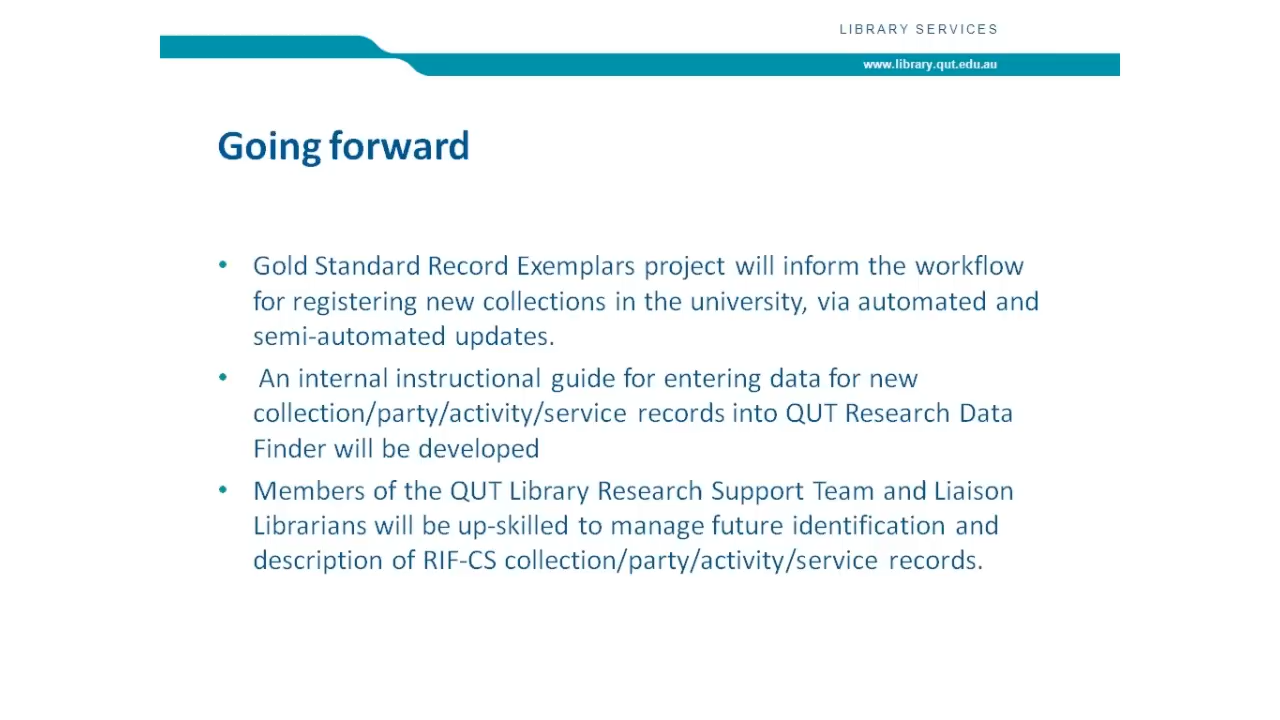 LIBRARY SERVICES
www.library.qut.edu.au
Going forward
• Gold Standard Record Exemplars project will inform the workflow
for registering new collections in the university, via automated and
semi-automated updates.
• An internal instructional guide for entering data for new
collection/party/activity/service records into QUT Research Data
Finder will be developed
• Members of the QUT Library Research Support Team and Liaison
Librarians will be up-skilled to manage future identification and
description of RIF-CS collection/party/activity/service records.